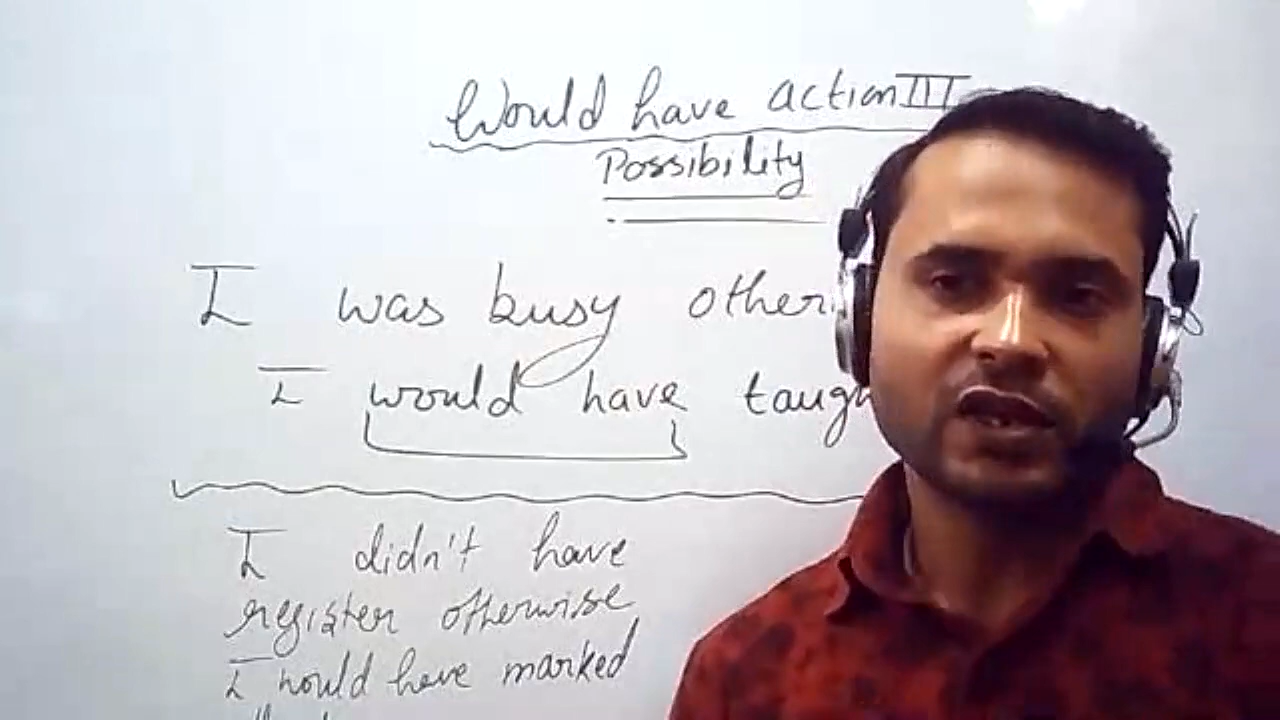 Would have action III
Possibility
I was busy other
I would have taugh
I didn't have
register otherwise
I would have marked